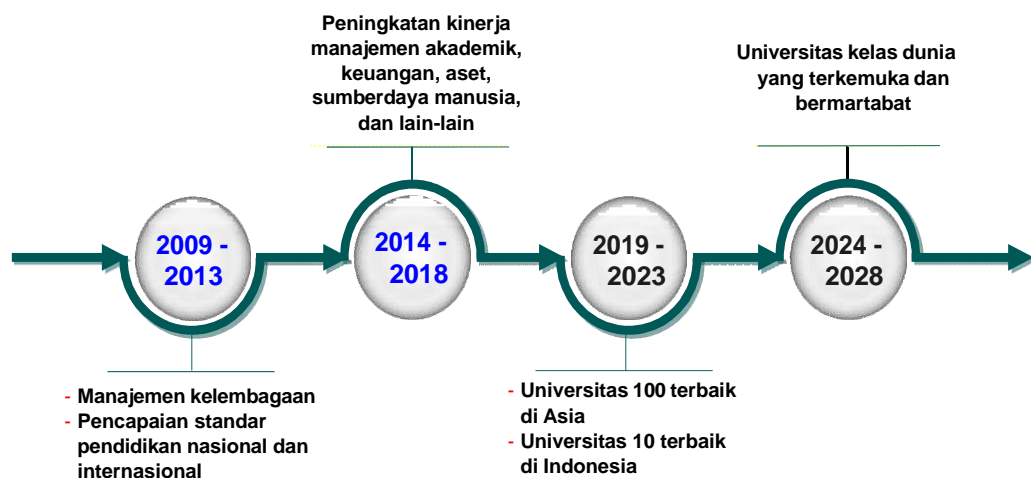 Peningkatan kinerja
manajemen akademik,
keuangan, aset,
sumberdaya manusia,
dan lain-lain
Universitas kelas dunia
yang terkemuka dan
bermartabat
2009 -
2013
2014 -
2018
2019 -
2023
2024 -
2028
- Manajemen kelembagaan
- Pencapaian standar
pendidikan nasional dan
internasional
- Universitas 100 terbaik
di Asia
- Universitas 10 terbaik
di Indonesia